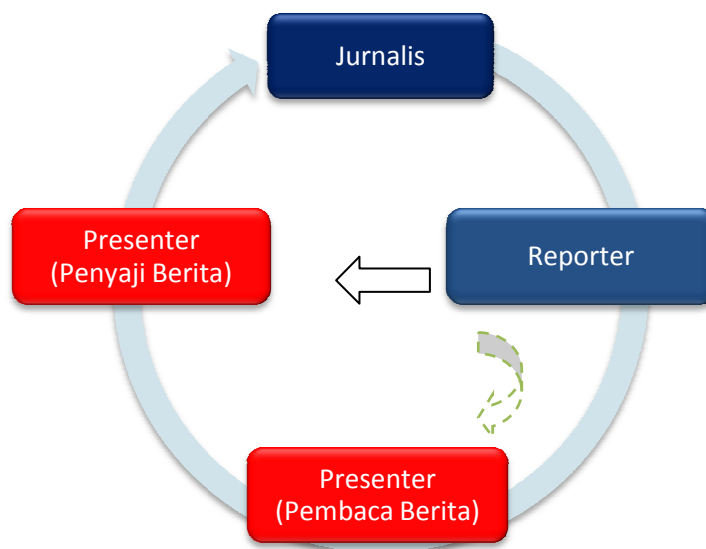 Jurnalis
Presenter
(Penyaji Berita)
Reporter
Presenter
(Pembaca Berita)